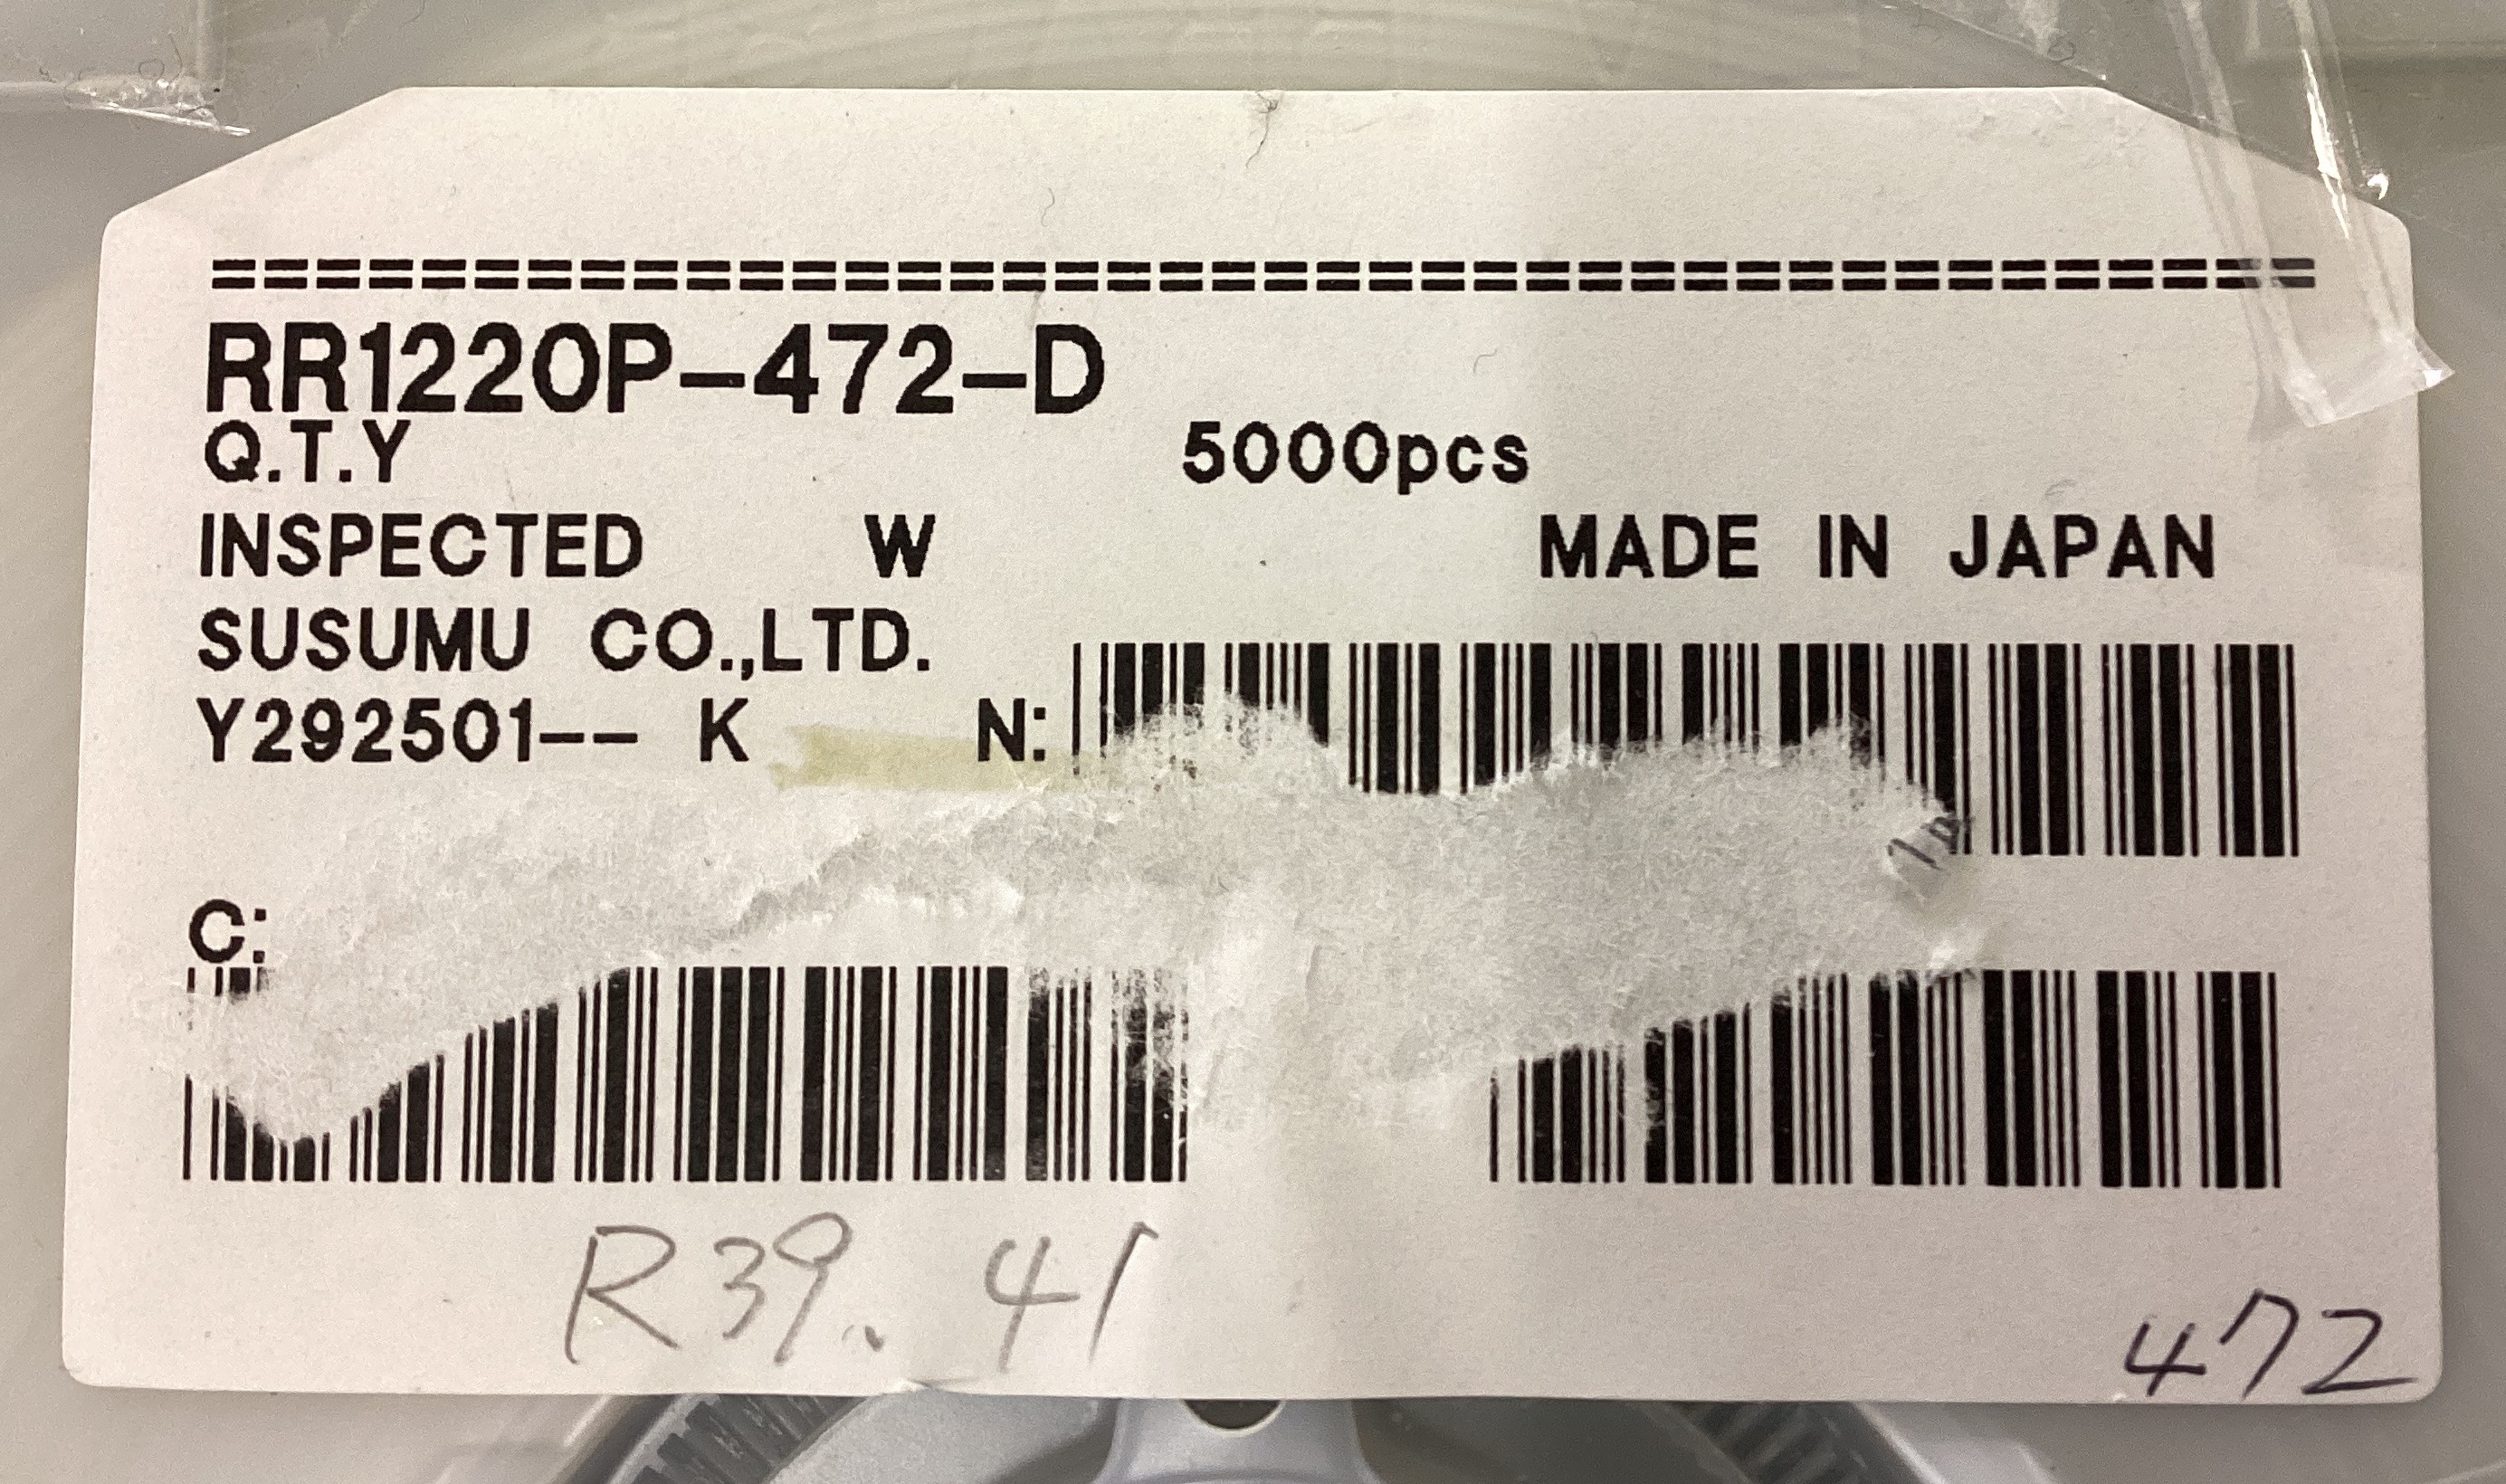 ==========================================
RR1220P-472-D
Q.T.Y 5000pcs
INSPECTED W MADE IN JAPAN
SUSUMU CO.,LTD.
Y292501-- K N:
C:
R39.. 41
472